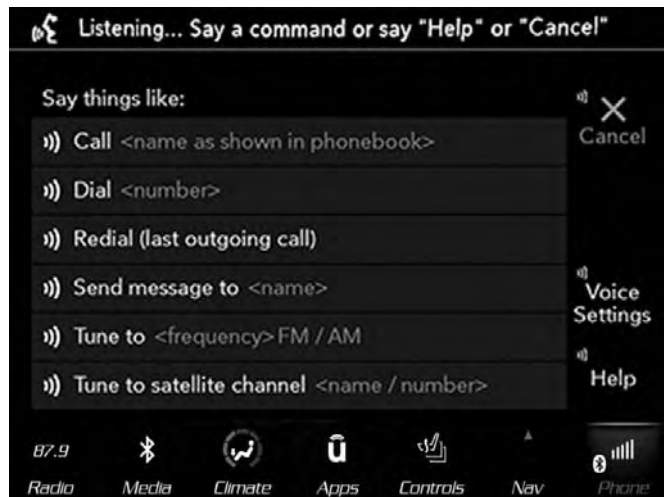 Listening... Say a command or say "Help" or "Cancel"
Say things like:
Call <name as shown in phonebook>
Dial <number>
Redial (last outgoing call)
Send message to <name>
Tune to <frequency> FM / AM
Tune to satellite channel <name / number>
Cancel
Voice
Settings
Help
87.9
ū
Radio Media Climate Apps Controls Nav Phone